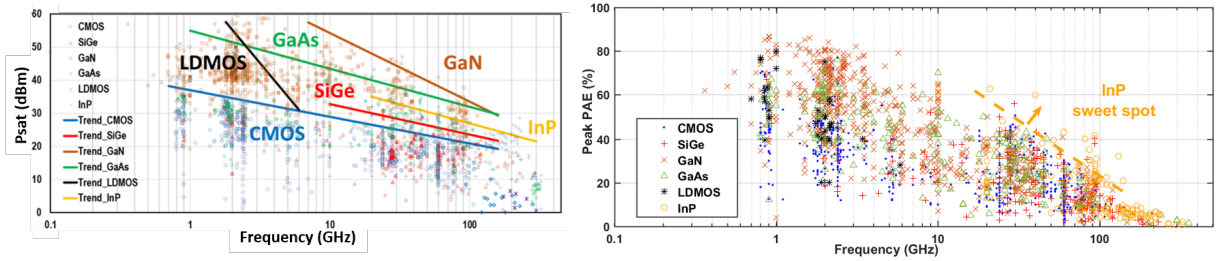 Psat (dBm)
60
50
40
30
20
10
0
CMOS
SiGe
GaN
GaAs
LDMOS
InP
Trend_CMOS
Trend_SiGe
Trend_GaN
Trend_GaAs
Trend_LDMOS
Trend_InP
LDMOS
GaAs
GaN
SiGe
CMOS
InP
0.1
1
10
100
Frequency (GHz)
Peak PAE (%)
100
80
60
40
20
0
CMOS
SiGe
GaN
GaAs
LDMOS
InP
InP
sweet spot
0.1
1
10
100
Frequency (GHz)